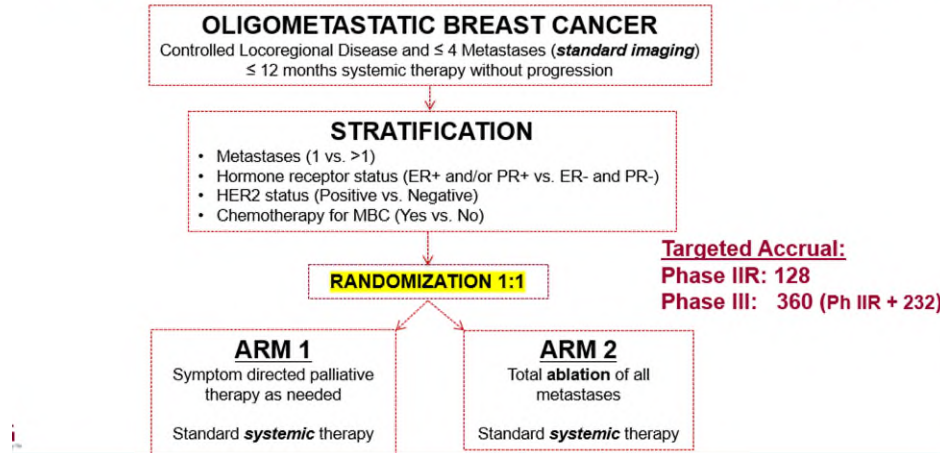 OLIGOMETASTATIC BREAST CANCER
Controlled Locoregional Disease and ≤ 4 Metastases (standard imaging)
≤ 12 months systemic therapy without progression
STRATIFICATION
• Metastases (1 vs. >1)
• Hormone receptor status (ER+ and/or PR+ vs. ER- and PR-)
• HER2 status (Positive vs. Negative)
• Chemotherapy for MBC (Yes vs. No)
Targeted Accrual:
Phase IIR: 128
Phase III: 360 (Ph IIR + 232)
RANDOMIZATION 1:1
ARM 1
Symptom directed palliative
therapy as needed
Standard systemic therapy
ARM 2
Total ablation of all
metastases
Standard systemic therapy